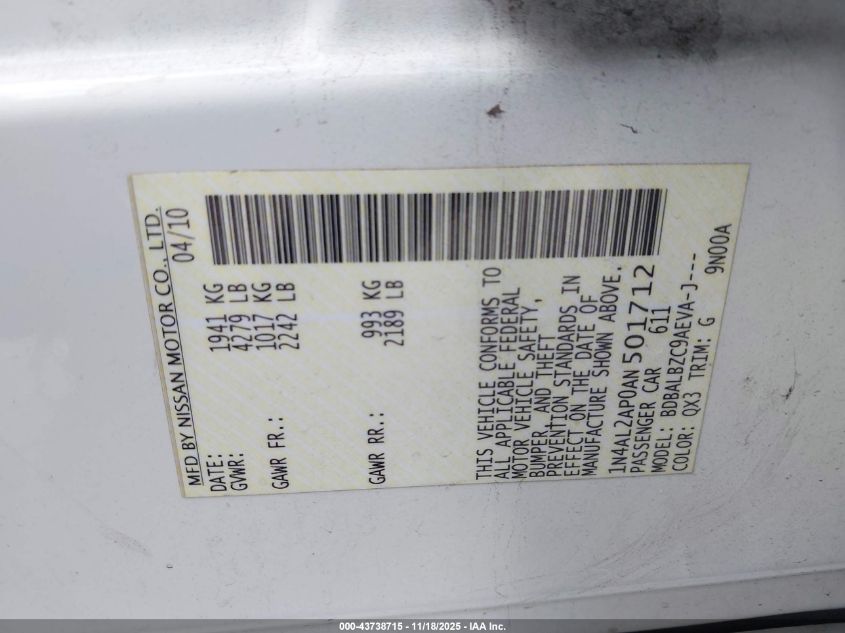 MFD BY NISSAN MOTOR CO., LTD.
DATE: 04/10
GVWR: 1941 KG
4279 LB
GAWR FR.: 1017 KG
2242 LB
GAWR RR.: 993 KG
2189 LB
THIS VEHICLE CONFORMS TO
ALL APPLICABLE FEDERAL
MOTOR VEHICLE SAFETY,
BUMPER, AND THEFT
PREVENTION STANDARDS IN
EFFECT ON THE DATE OF
MANUFACTURE SHOWN ABOVE.
1N4AL2AP0AN501712
PASSENGER CAR 611
MODEL: BDBALBZC9AEVA-J---
COLOR: QX3 TRIM: G 9N00A
000-43738715 - 11/18/2025 - IAA Inc.